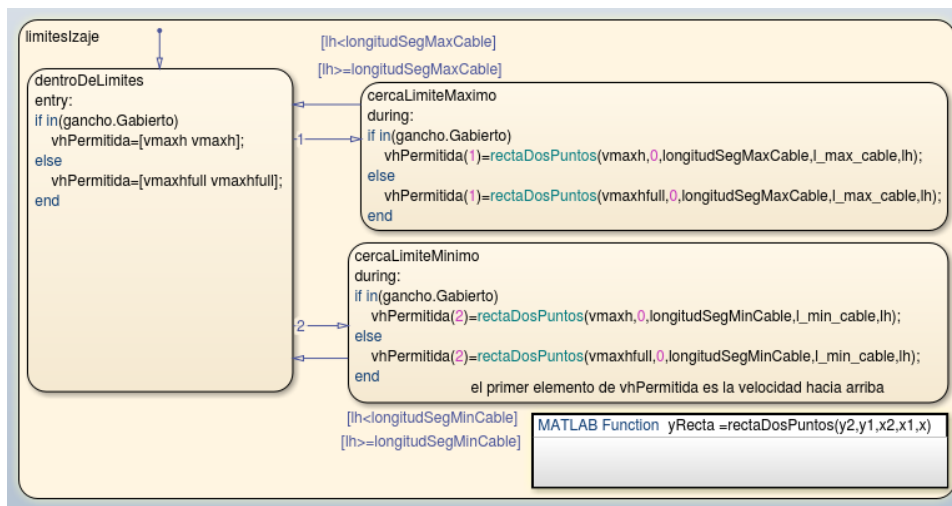 limitesIzaje
[lh<longitudSegMaxCable]
[lh>=longitudSegMaxCable]
dentroDeLimites
entry:
if in(gancho.Gabierto)
vhPermitida=[vmaxh vmaxh];
else
vhPermitida=[vmaxhfull vmaxhfull];
end
1
cercaLimiteMaximo
during:
if in(gancho.Gabierto)
vhPermitida(1)=rectaDosPuntos(vmaxh,0,longitudSegMaxCable,l_max_cable,lh);
else
vhPermitida(1)=rectaDosPuntos(vmaxhfull,0,longitudSegMaxCable,l_max_cable,lh);
end
2
cercaLimiteMinimo
during:
if in(gancho.Gabierto)
vhPermitida(2)=rectaDosPuntos(vmaxh,0,longitudSegMinCable,l_min_cable,lh);
else
vhPermitida(2)=rectaDosPuntos(vmaxhfull,0,longitudSegMinCable,l_min_cable,lh);
end
el primer elemento de vhPermitida es la velocidad hacia arriba
[lh<longitudSegMinCable]
[lh>=longitudSegMinCable]
MATLAB Function yRecta =rectaDosPuntos(y2,y1,x2,x1,x)